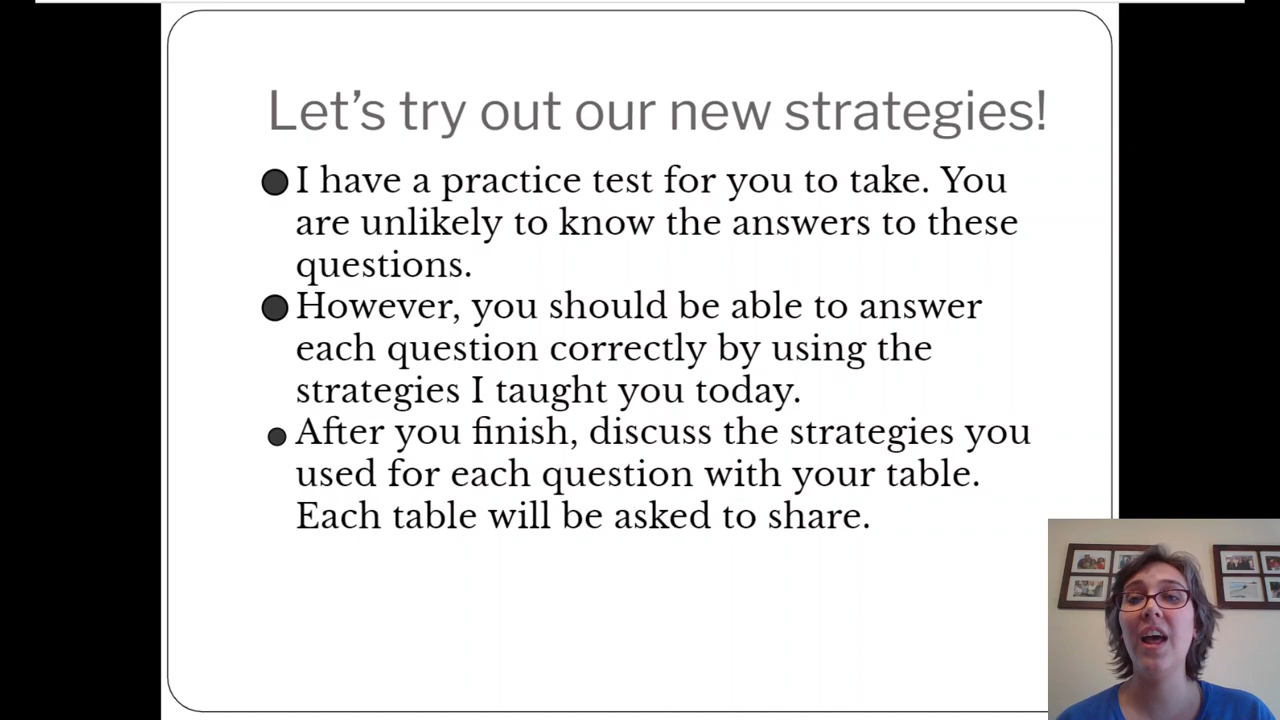 Let's try out our new strategies!
I have a practice test for you to take. You
are unlikely to know the answers to these
questions.
However, you should be able to answer
each question correctly by using the
strategies I taught you today.
After you finish, discuss the strategies you
used for each question with your table.
Each table will be asked to share.